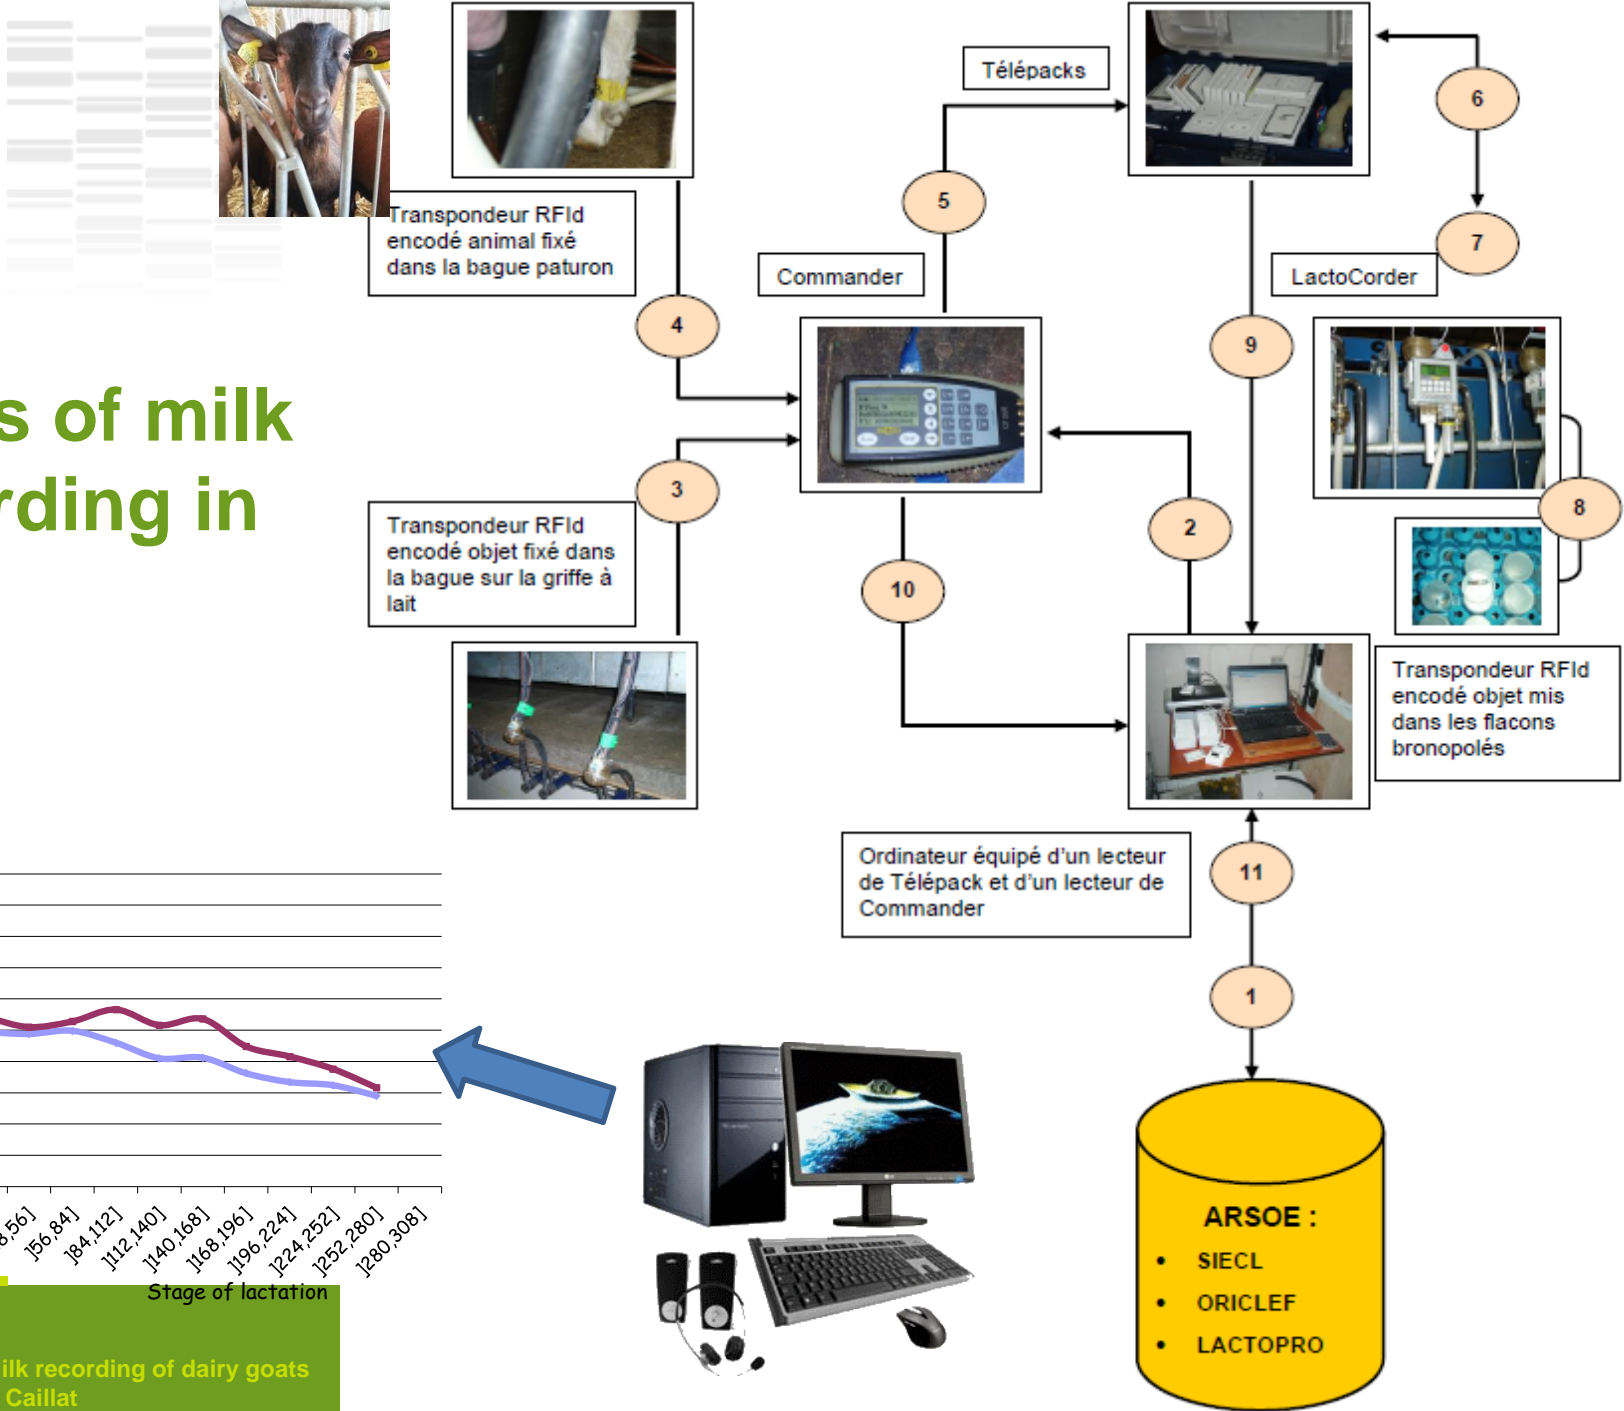 Télépacks
6
5
Transpondeur RFId
encodé animal fixé
dans la bague paturon
7
Commander
LactoCorder
4
9
s of milk
rding in
3
8
2
Transpondeur RFId
encodé objet fixé dans
la bague sur la griffe à
lait
10
Transpondeur RFId
encodé objet mis
dans les flacons
bronopolés
Ordinateur équipé d'un lecteur
de Télépack et d'un lecteur de
Commander
11
1
8,56]
]56,84]
]84,112]
]112,140]
]140,168]
]168,196]
]196,224]
]224,252]
]252,280]
]280,308]
Stage of lactation
ARSOE :
• SIECL
• ORICLEF
• LACTOPRO
ilk recording of dairy goats
Caillat